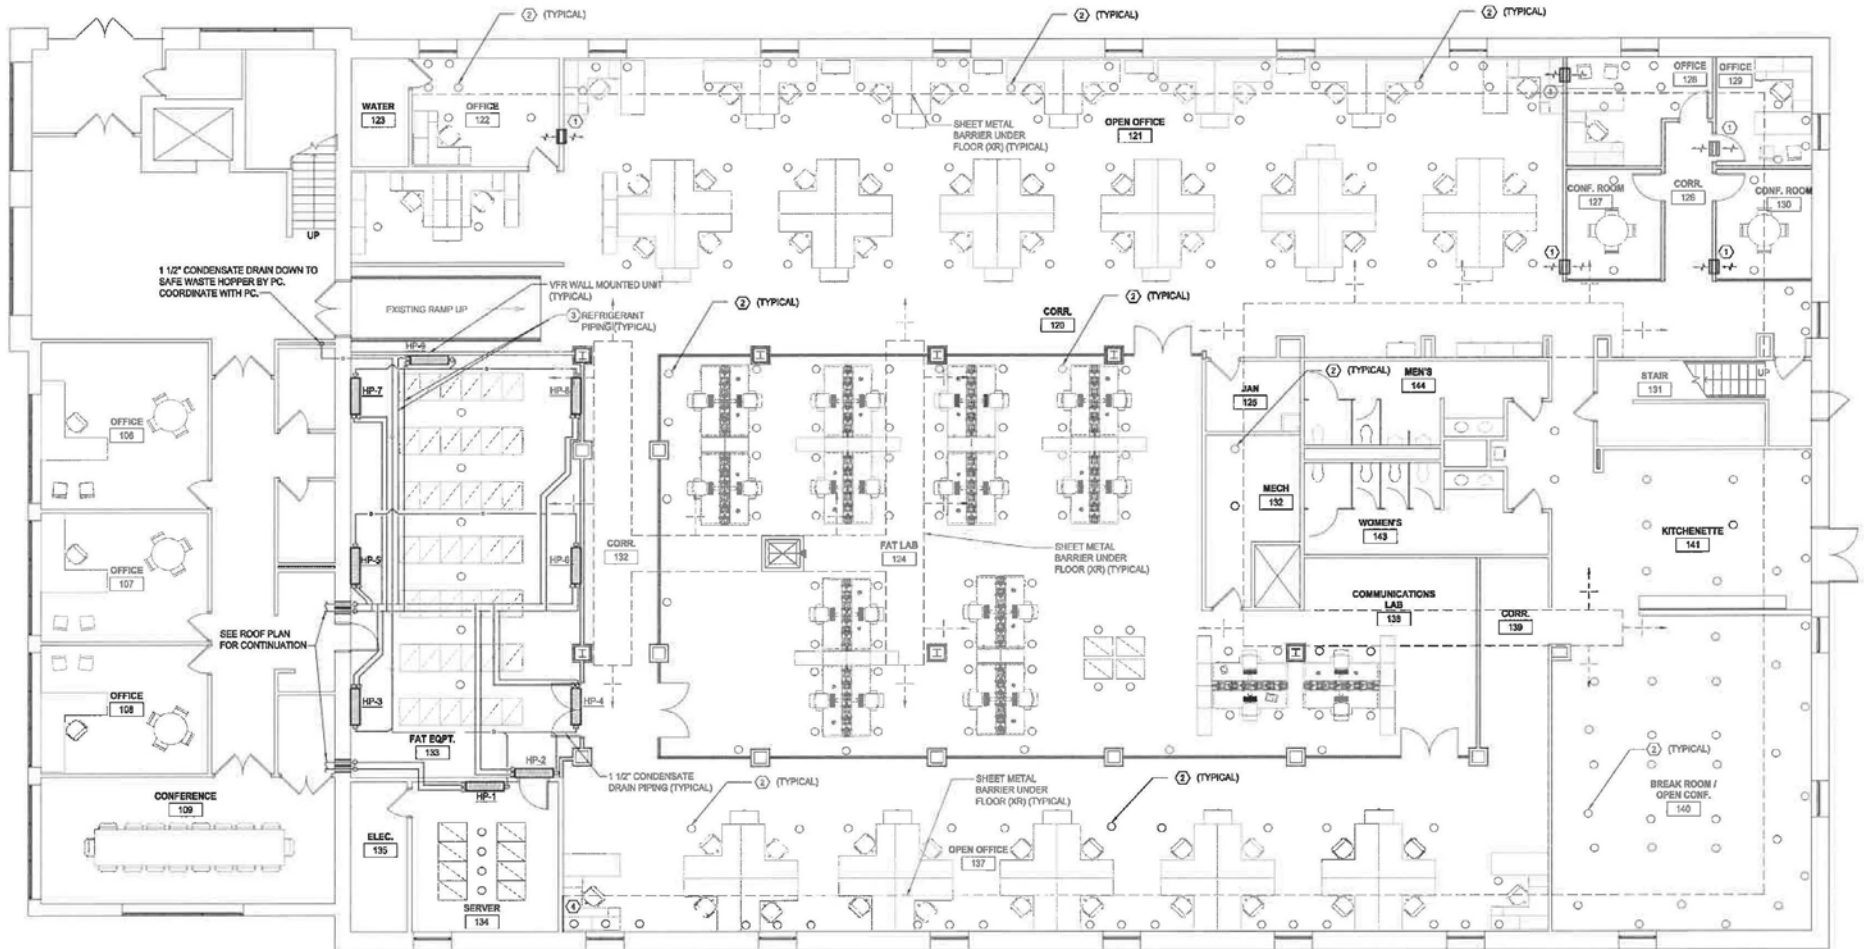 2 (TYPICAL)
2 (TYPICAL)
2 (TYPICAL)
WATER
123
OFFICE
122
1
SHEET METAL
BARRIER UNDER
FLOOR (XR) (TYPICAL)
OPEN OFFICE
121
OFFICE
128
OFFICE
129
1
CONF. ROOM
127
CORR.
126
CONF. ROOM
130
1
1
UP
1 1/2" CONDENSATE DRAIN DOWN TO
SAFE WASTE HOPPER BY PC.
COORDINATE WITH PC.
EXISTING RAMP UP
VFR WALL MOUNTED UNIT
(TYPICAL)
3 REFRIGERANT
PIPING(TYPICAL)
2 (TYPICAL)
2 (TYPICAL)
CORR.
120
HP-9
HP-7
HP-8
JAN
125
2 (TYPICAL)
MEN'S
144
STAIR
131
UP
OFFICE
106
MECH
132
WOMEN'S
143
KITCHENETTE
141
OFFICE
107
HP-5
HP-6
CORR.
132
FAT LAB
124
SHEET METAL
BARRIER UNDER
FLOOR (XR) (TYPICAL)
COMMUNICATIONS
LAB
138
CORR.
139
SEE ROOF PLAN
FOR CONTINUATION
OFFICE
108
HP-3
HP-4
FAT EQPT.
133
HP-2
HP-1
1 1/2" CONDENSATE
DRAIN PIPING (TYPICAL)
2 (TYPICAL)
SHEET METAL
BARRIER UNDER
FLOOR (XR) (TYPICAL)
2 (TYPICAL)
2 (TYPICAL)
BREAK ROOM /
OPEN CONF.
140
CONFERENCE
109
ELEC.
135
OPEN OFFICE
137
SERVER
134
4